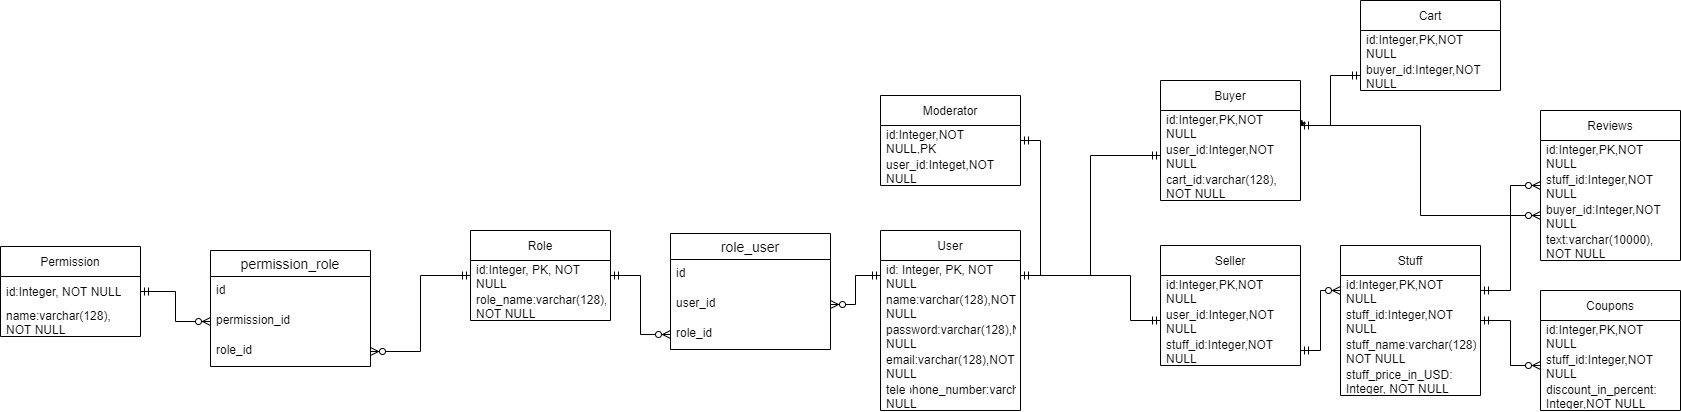 Permission
id:Integer, NOT NULL
name:varchar(128),
NOT NULL
permission_role
id
permission_id
role_id
Role
id:Integer, PK, NOT
NULL
role_name:varchar(128),
NOT NULL
role_user
id
user_id
role_id
Moderator
id:Integer,NOT
NULL,PK
user_id:Integet,NOT
NULL
User
id: Integer, PK, NOT
NULL
name:varchar(128),NOT
NULL
password:varchar(128),N
NULL
email:varchar(128),NOT
NULL
telephone_number:varch
NULL
Buyer
id:Integer,PK,NOT
NULL
user_id:Integer,NOT
NULL
cart_id:varchar(128),
NOT NULL
Seller
id:Integer,PK,NOT
NULL
user_id:Integer,NOT
NULL
stuff_id:Integer,NOT
NULL
Cart
id:Integer,PK,NOT
NULL
buyer_id:Integer,NOT
NULL
Stuff
id:Integer,PK,NOT
NULL
stuff_id:Integer,NOT
NULL
stuff_name:varchar(128)
NOT NULL
stuff_price_in_USD:
Integer, NOT NULL
Reviews
id:Integer,PK,NOT
NULL
stuff_id:Integer,NOT
NULL
buyer_id:Integer,NOT
NULL
text:varchar(10000),
NOT NULL
Coupons
id:Integer,PK,NOT
NULL
stuff_id:Integer,NOT
NULL
discount_in_percent:
Integer,NOT NULL